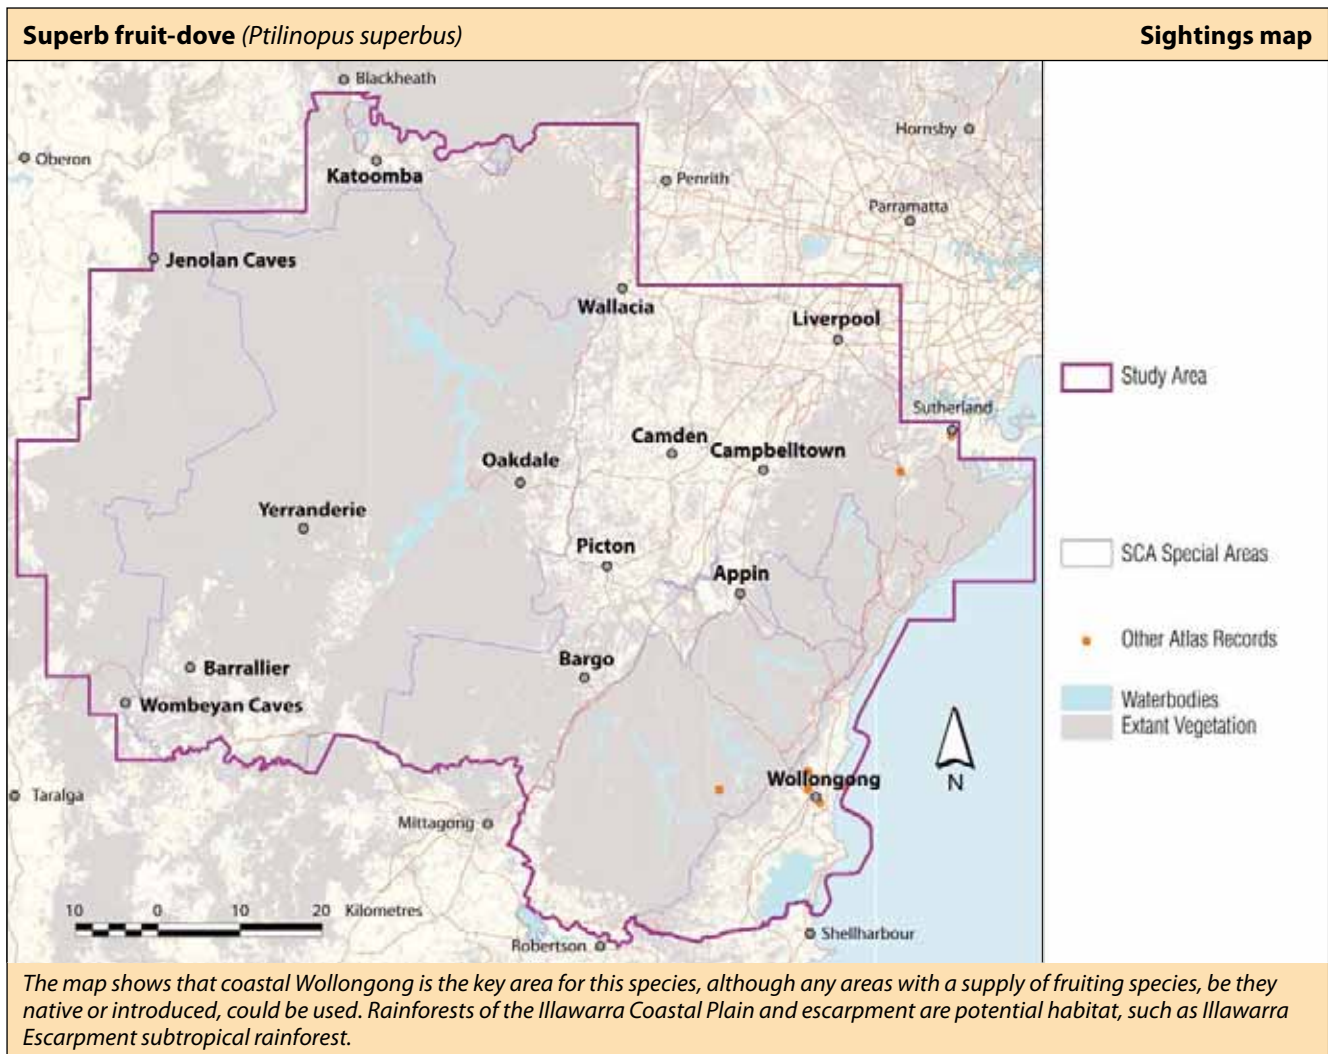 Superb fruit-dove (Ptilinopus superbus)
Sightings map
Blackheath
Hornsby
Oberon
Katoomba
Penrith
Parramatta
Jenolan Caves
Wallacia
Liverpool
Study Area
Sutherland
Camden
Campbelltown
Oakdale
Yerranderie
Picton
SCA Special Areas
Appin
Other Atlas Records
Bargo
Barrallier
Wombeyan Caves
Waterbodies
Extant Vegetation
Wollongong
N
Taralga
Mittagong
10 0 10 20 Kilometres
Shellharbour
Robertson
The map shows that coastal Wollongong is the key area for this species, although any areas with a supply of fruiting species, be they
native or introduced, could be used. Rainforests of the Illawarra Coastal Plain and escarpment are potential habitat, such as Illawarra
Escarpment subtropical rainforest.